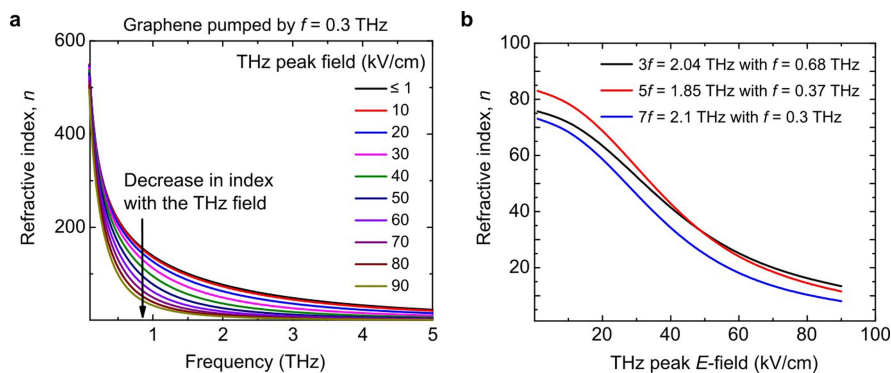 a
Graphene pumped by f = 0.3 THz
600
400
200
Refractive index, n
THz peak field (kV/cm)
≤ 1
10
20
30
40
50
60
70
80
90
Decrease in index
with the THz field
1
2
3
4
5
Frequency (THz)
b
100
80
60
40
20
Refractive index, n
3f = 2.04 THz with f = 0.68 THz
5f = 1.85 THz with f = 0.37 THz
7f = 2.1 THz with f = 0.3 THz
0
20
40
60
80
100
THz peak E-field (kV/cm)